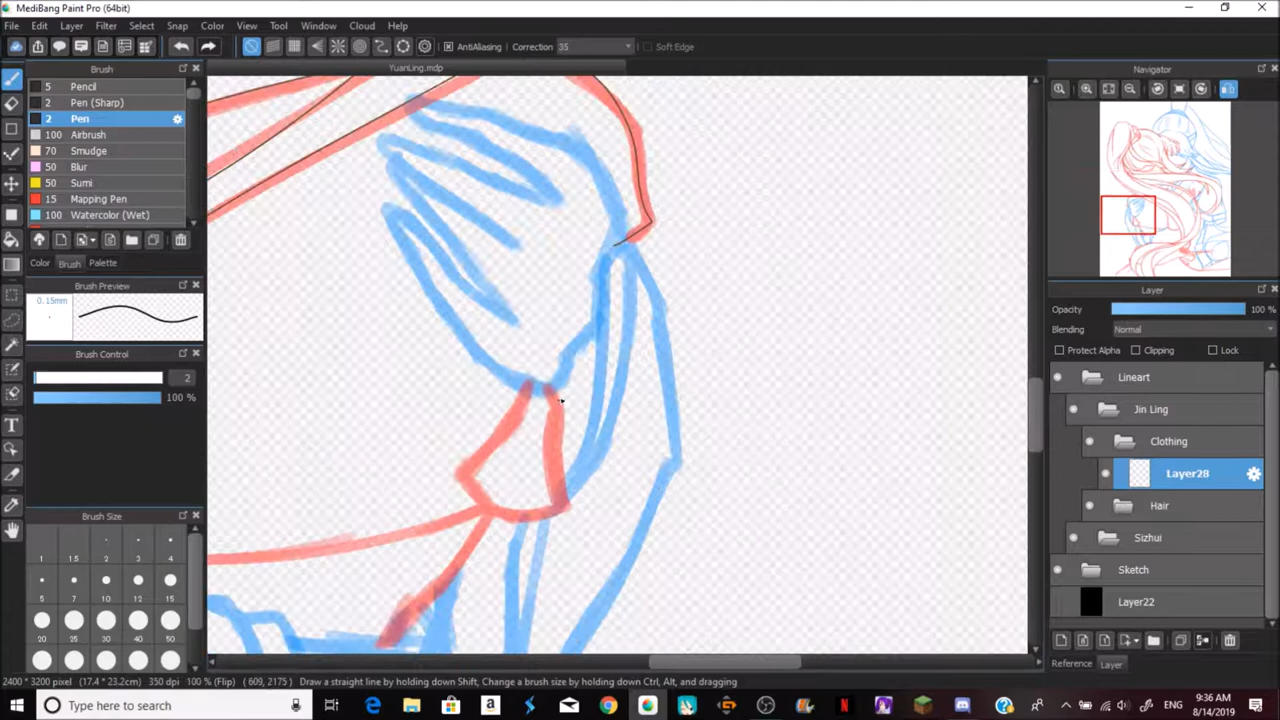 MediBang Paint Pro (64bit)
File Edit Layer Filter Select Snap Color View Tool Window Cloud Help
AntiAliasing Correction 35 Soft Edge
Brush
YuanLing.mdp
Navigator
5 Pencil
2 Pen (Sharp)
2 Pen
100 Airbrush
70 Smudge
50 Blur
50 Sumi
15 Mapping Pen
100 Watercolor (Wet)
Color Brush Palette
Brush Preview
0.15mm
Brush Control
2
100 %
Brush Size
1 1.5 2 3 4
5 7 10 12 15
20 25 30 40 50
Layer
Opacity 100 %
Blending Normal
Protect Alpha Clipping Lock
Lineart
Jin Ling
Clothing
Layer28
Hair
Sizhui
Sketch
Layer22
Reference Layer
2400 * 3200 pixel (17.4 * 23.2cm) 350 dpi 100 % (Flip) ( 609, 2175 ) Draw a straight line by holding down Shift, Change a brush size by holding down Ctrl, Alt, and dragging
Type here to search
9:36 AM
8/14/2019